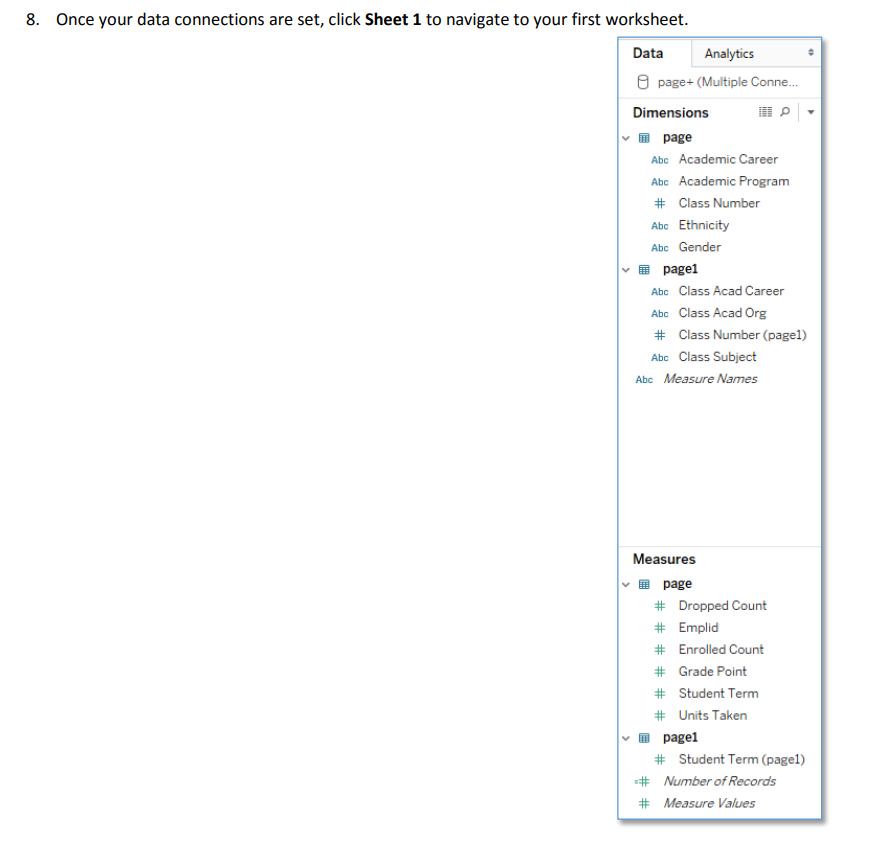 8. Once your data connections are set, click Sheet 1 to navigate to your first worksheet.
Data Analytics
page+ (Multiple Conne...
Dimensions
page
Abc Academic Career
Abc Academic Program
# Class Number
Abc Ethnicity
Abc Gender
page1
Abc Class Acad Career
Abc Class Acad Org
# Class Number (page1)
Abc Class Subject
Abc Measure Names
Measures
page
# Dropped Count
# Emplid
# Enrolled Count
# Grade Point
# Student Term
# Units Taken
page1
# Student Term (page1)
=# Number of Records
# Measure Values